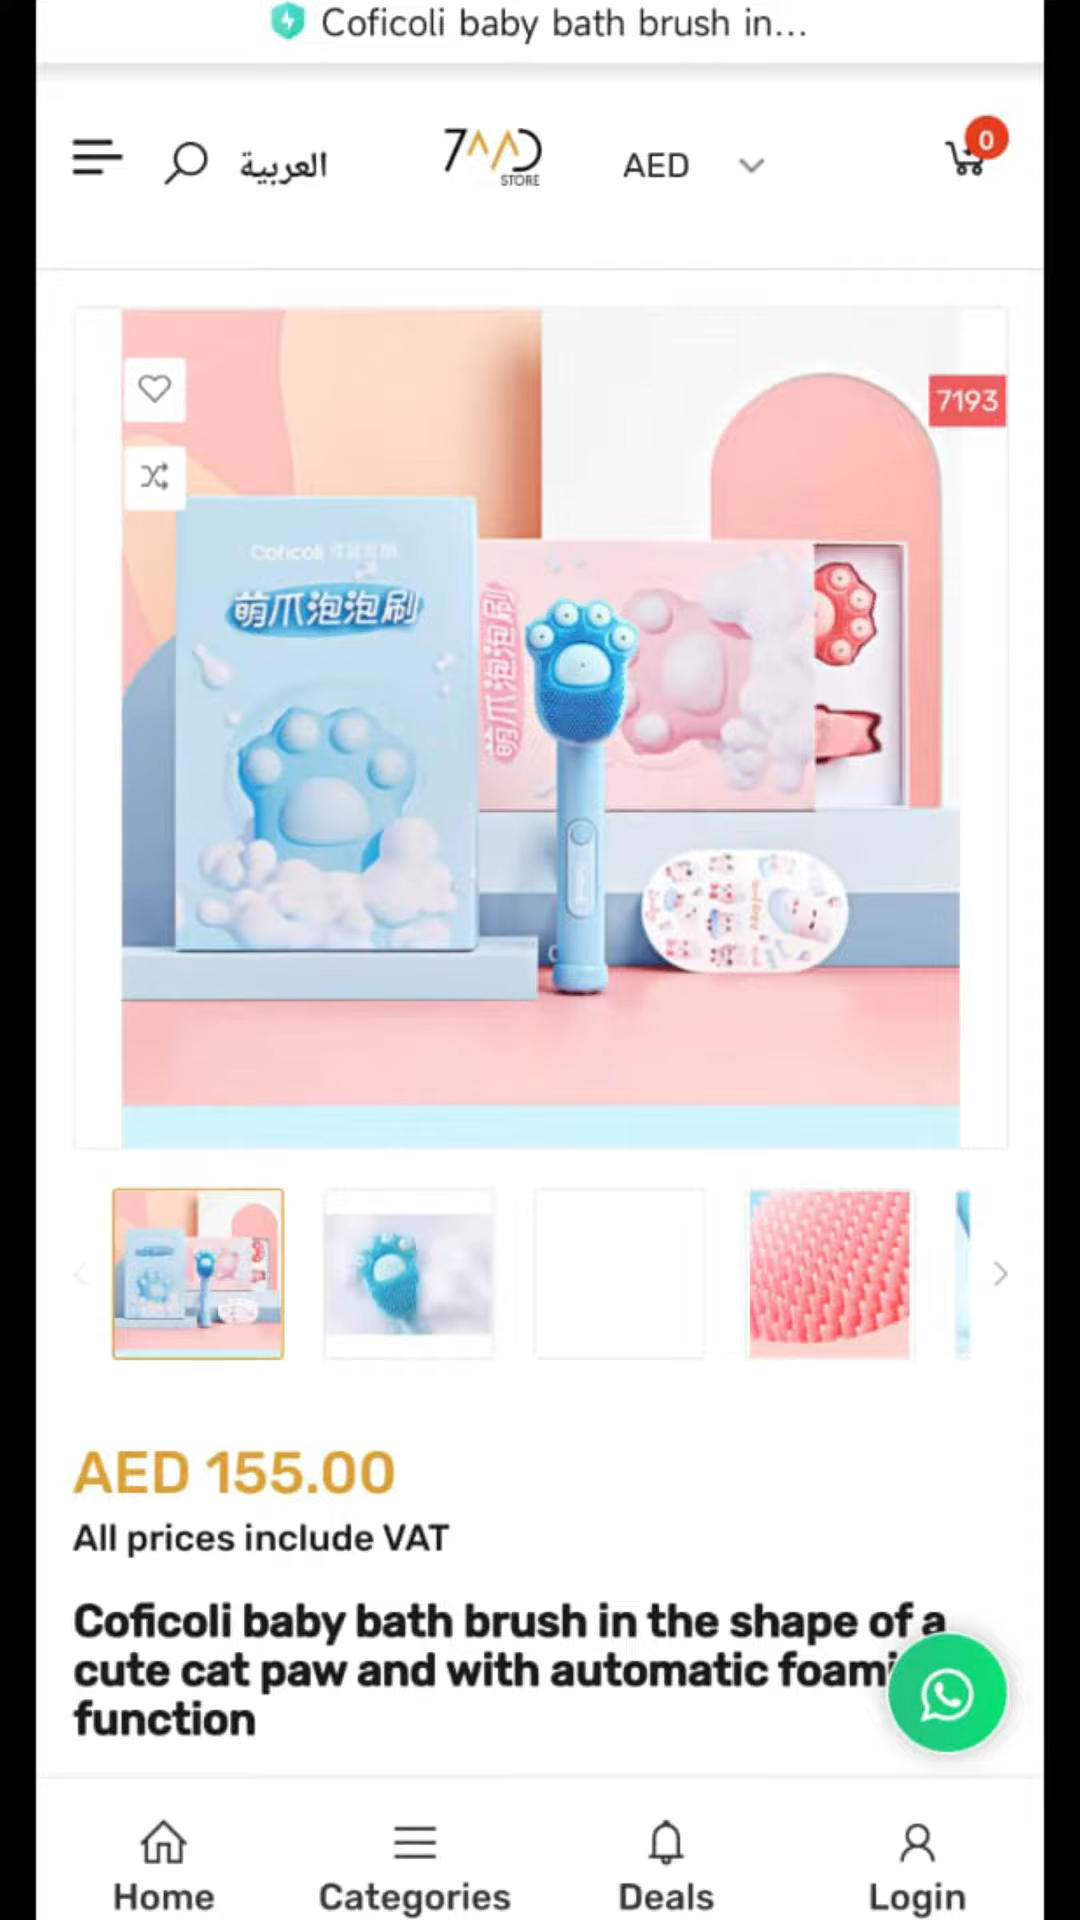 Coficoli baby bath brush in...
العربية
7AAD
STORE
AED
0
7193
Coficoli
萌爪泡泡刷
萌爪泡泡刷
AED 155.00
All prices include VAT
Coficoli baby bath brush in the shape of a
cute cat paw and with automatic foami
function
Home
Categories
Deals
Login